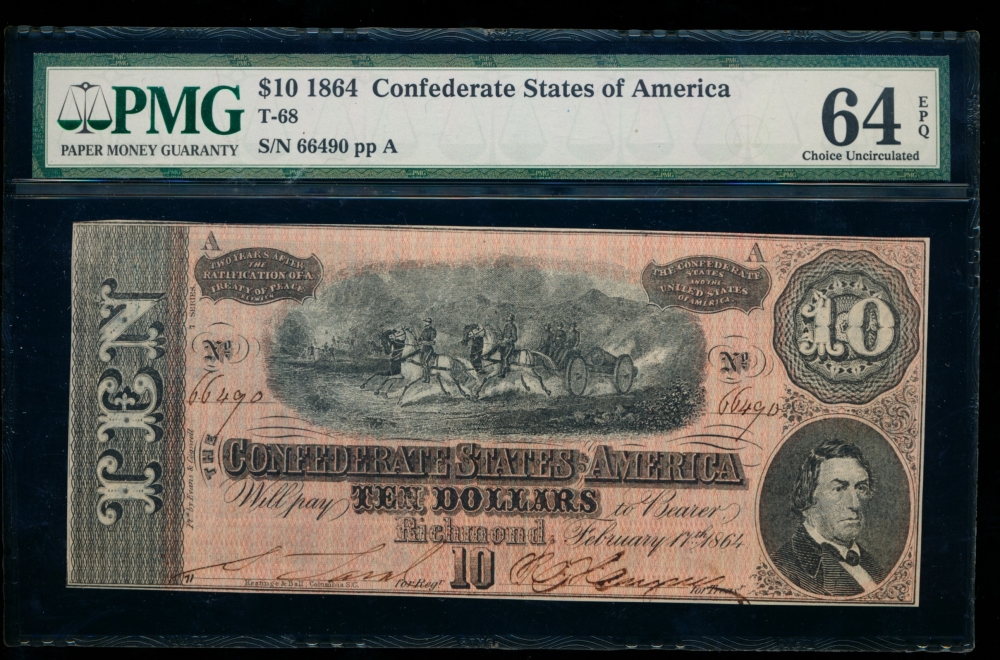 PMG
PAPER MONEY GUARANTY
$10 1864 Confederate States of America
T-68
S/N 66490 pp A
64 EPQ
Choice Uncirculated
TEN
A
A
TWO YEARS AFTER
THE
RATIFICATION OF A
TREATY OF PEACE
BETWEEN
THE CONFEDERATE
STATES
AND THE
UNITED STATES
OF AMERICA.
10
Nº
Nº
66490
66490
THE
CONFEDERATE STATES OF AMERICA
Will pay TEN DOLLARS to Bearer
Richmond, February 17th 1864
10
Keatinge & Ball, Columbia S.C.
for Regr